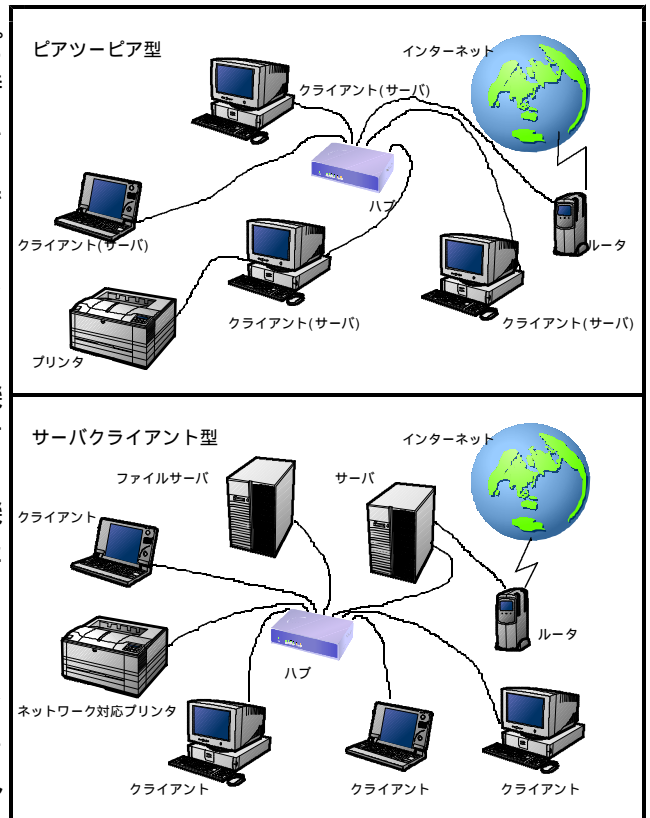 ピアツーピア型
インターネット
クライアント(サーバ)
ハブ
クライアント(サーバ)
ルータ
クライアント(サーバ)
クライアント(サーバ)
プリンタ
サーバクライアント型
インターネット
ファイルサーバ
サーバ
クライアント
ルータ
ハブ
ネットワーク対応プリンタ
クライアント
クライアント
クライアント